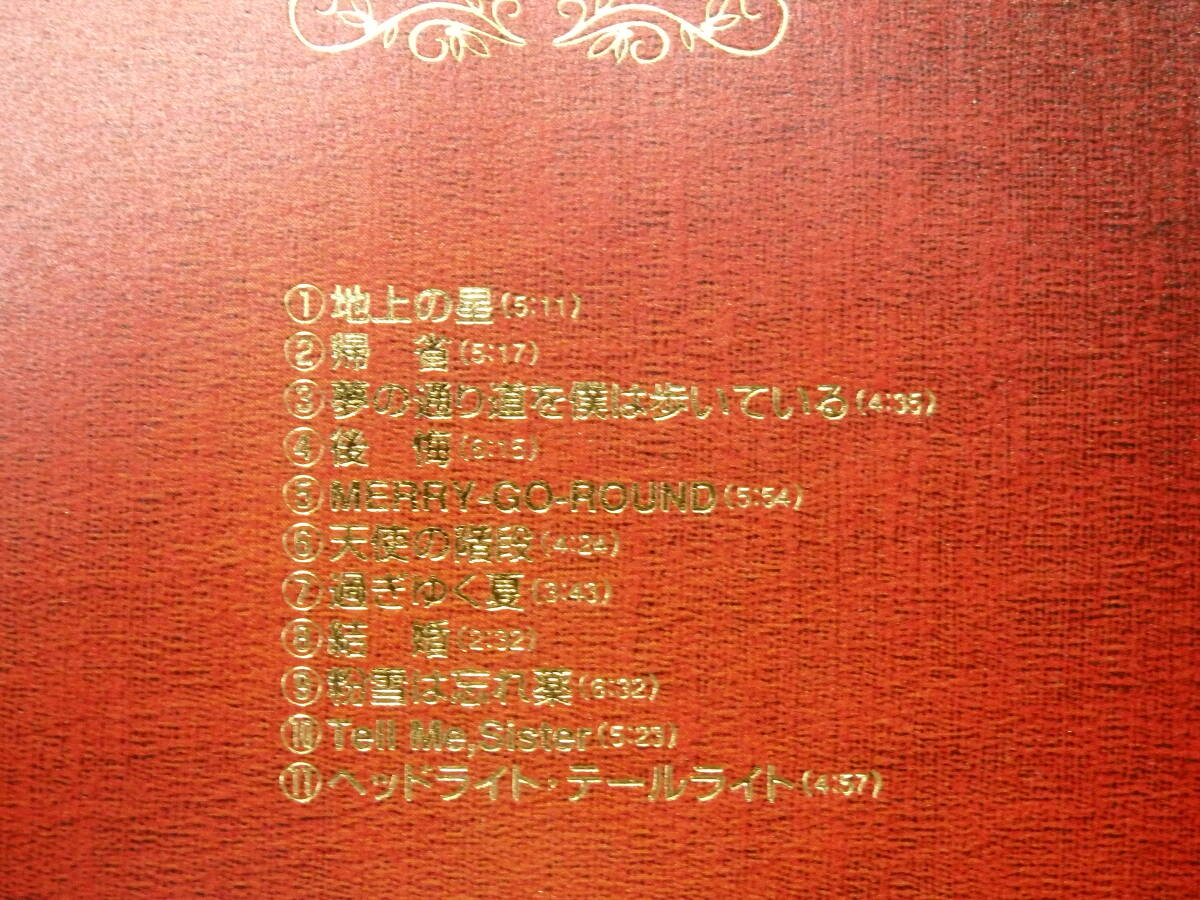 ①地上の星(5:11)
②帰　省(5:17)
③夢の通り道を僕は歩いている(4:35)
④後　悔(6:15)
⑤MERRY-GO-ROUND(5:54)
⑥天使の階段(4:24)
⑦過ぎゆく夏(3:43)
⑧結　婚(2:32)
⑨粉雪は忘れ薬(6:32)
⑩Tell Me,Sister(5:23)
⑪ヘッドライト・テールライト(4:57)